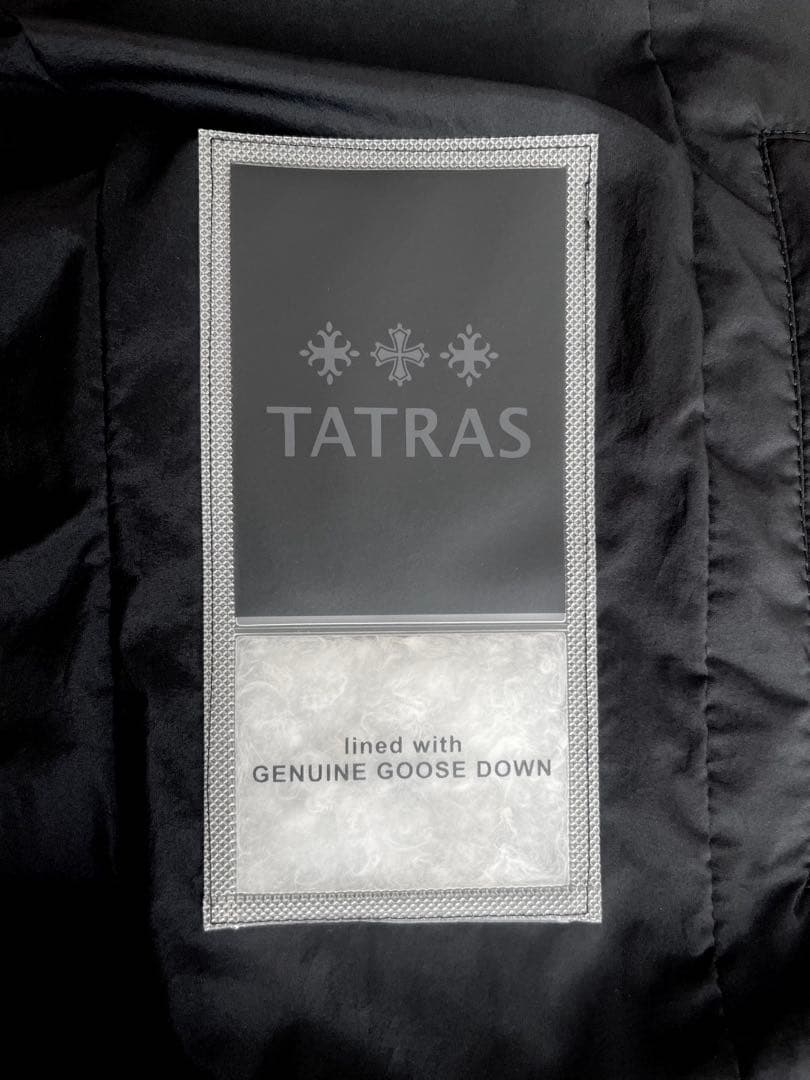 TATRAS
lined with
GENUINE GOOSE DOWN